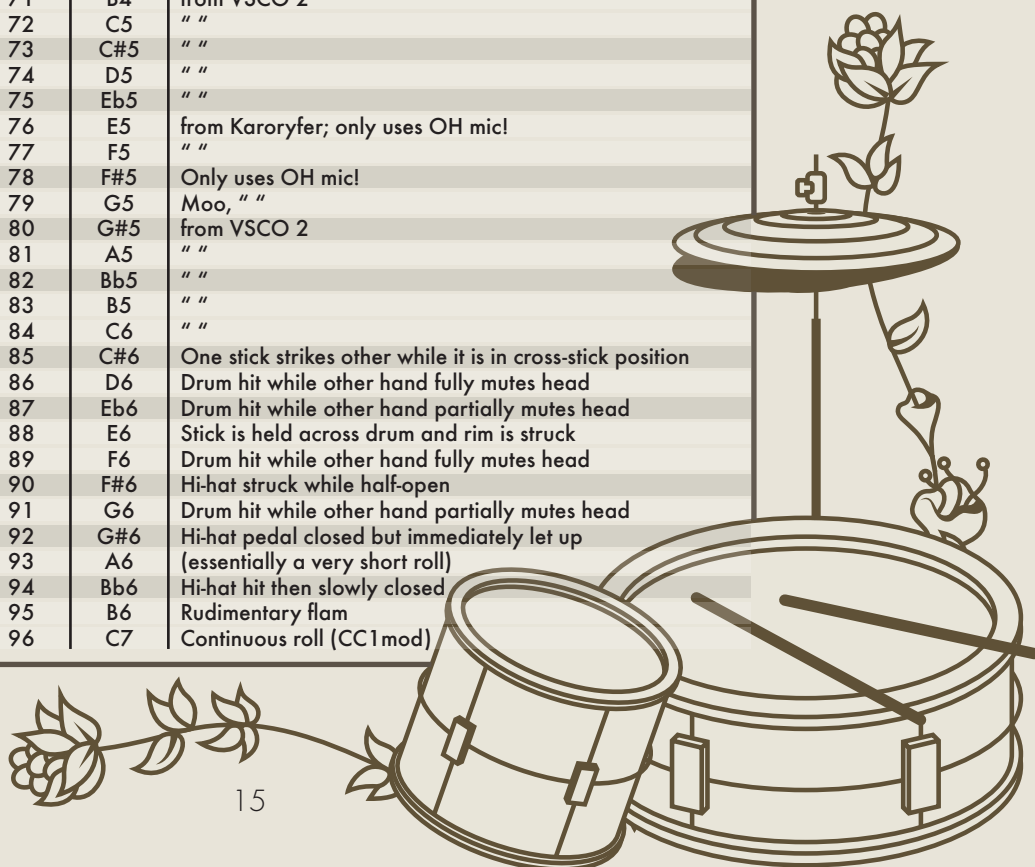 71 B4 from VSCO 2
72 C5 “ “
73 C#5 “ “
74 D5 “ “
75 Eb5 “ “
76 E5 from Karoryfer; only uses OH mic!
77 F5 “ “
78 F#5 Only uses OH mic!
79 G5 Moo, “ “
80 G#5 from VSCO 2
81 A5 “ “
82 Bb5 “ “
83 B5 “ “
84 C6 “ “
85 C#6 One stick strikes other while it is in cross-stick position
86 D6 Drum hit while other hand fully mutes head
87 Eb6 Drum hit while other hand partially mutes head
88 E6 Stick is held across drum and rim is struck
89 F6 Drum hit while other hand fully mutes head
90 F#6 Hi-hat struck while half-open
91 G6 Drum hit while other hand partially mutes head
92 G#6 Hi-hat pedal closed but immediately let up
93 A6 (essentially a very short roll)
94 Bb6 Hi-hat hit then slowly closed
95 B6 Rudimentary flam
96 C7 Continuous roll (CC1mod)
15